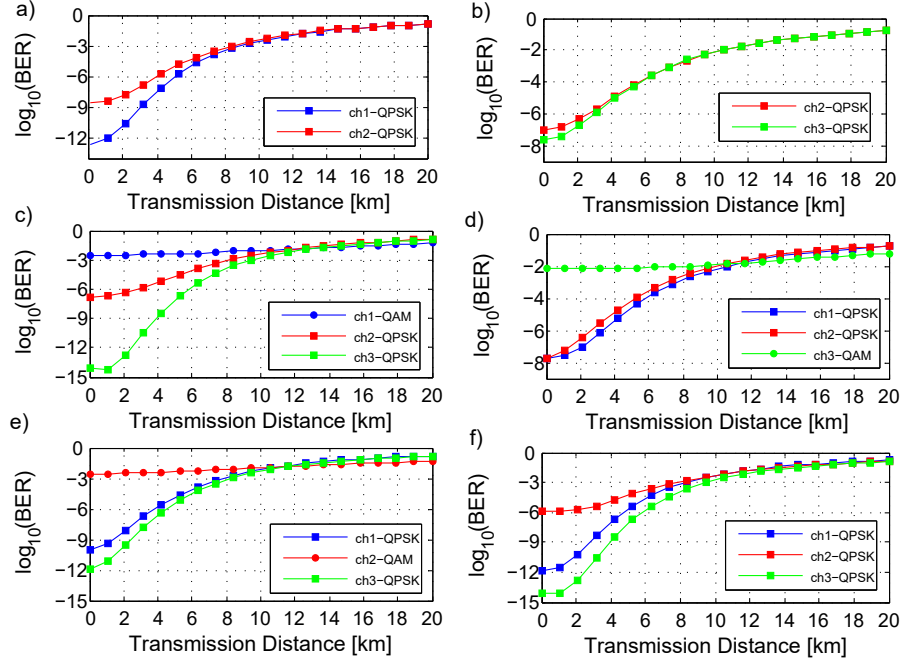 a)
0
−3
−6
−9
−12
log10(BER)
ch1−QPSK
ch2−QPSK
0 2 4 6 8 10 12 14 16 18 20
Transmission Distance [km]
b)
0
−2
−4
−6
−8
log10(BER)
ch2−QPSK
ch3−QPSK
0 2 4 6 8 10 12 14 16 18 20
Transmission Distance [km]
c)
0
−3
−6
−9
−12
−15
log10(BER)
ch1−QAM
ch2−QPSK
ch3−QPSK
0 2 4 6 8 10 12 14 16 18 20
Transmission Distance [km]
d)
0
−2
−4
−6
−8
log10(BER)
ch1−QPSK
ch2−QPSK
ch3−QAM
0 2 4 6 8 10 12 14 16 18 20
Transmission Distance [km]
e)
0
−3
−6
−9
−12
−15
log10(BER)
ch1−QPSK
ch2−QAM
ch3−QPSK
0 2 4 6 8 10 12 14 16 18 20
Transmission Distance [km]
f)
0
−3
−6
−9
−12
−15
log10(BER)
ch1−QPSK
ch2−QPSK
ch3−QPSK
0 2 4 6 8 10 12 14 16 18 20
Transmission Distance [km]